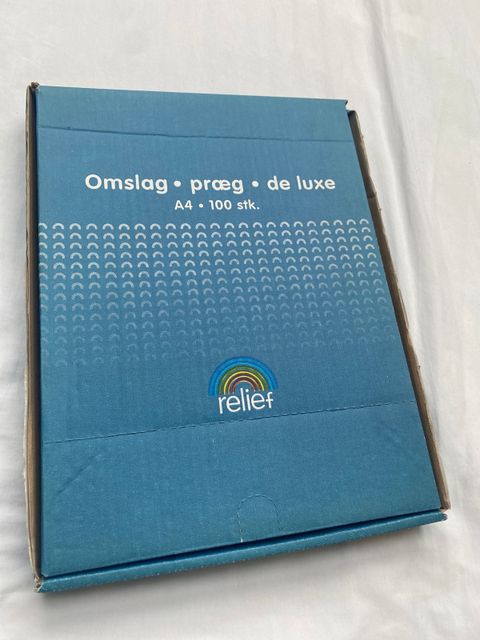 Omslag • præg • de luxe
A4 • 100 stk.
relief